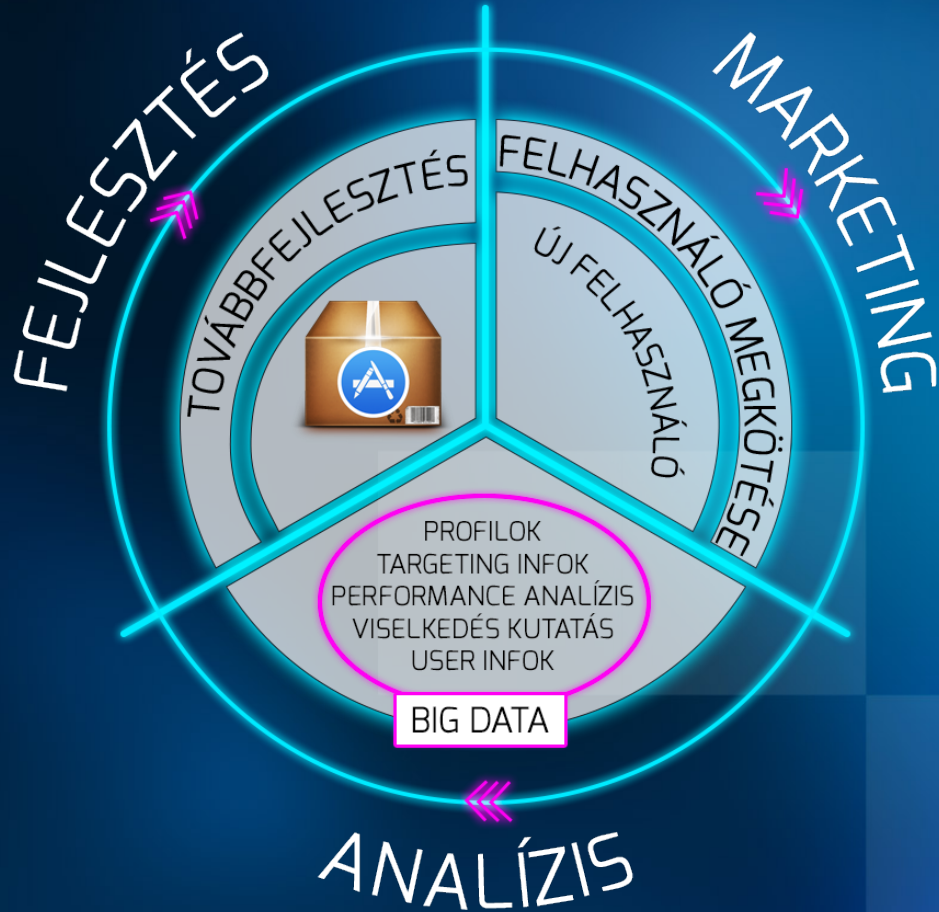 FEJLESZTÉS
MARKETING
TOVÁBBFEJLESZTÉS
FELHASZNÁLÓ MEGKÖTÉSE
ÚJ FELHASZNÁLÓ
PROFILOK
TARGETING INFOK
PERFORMANCE ANALÍZIS
VISELKEDÉS KUTATÁS
USER INFOK
BIG DATA
ANALÍZIS